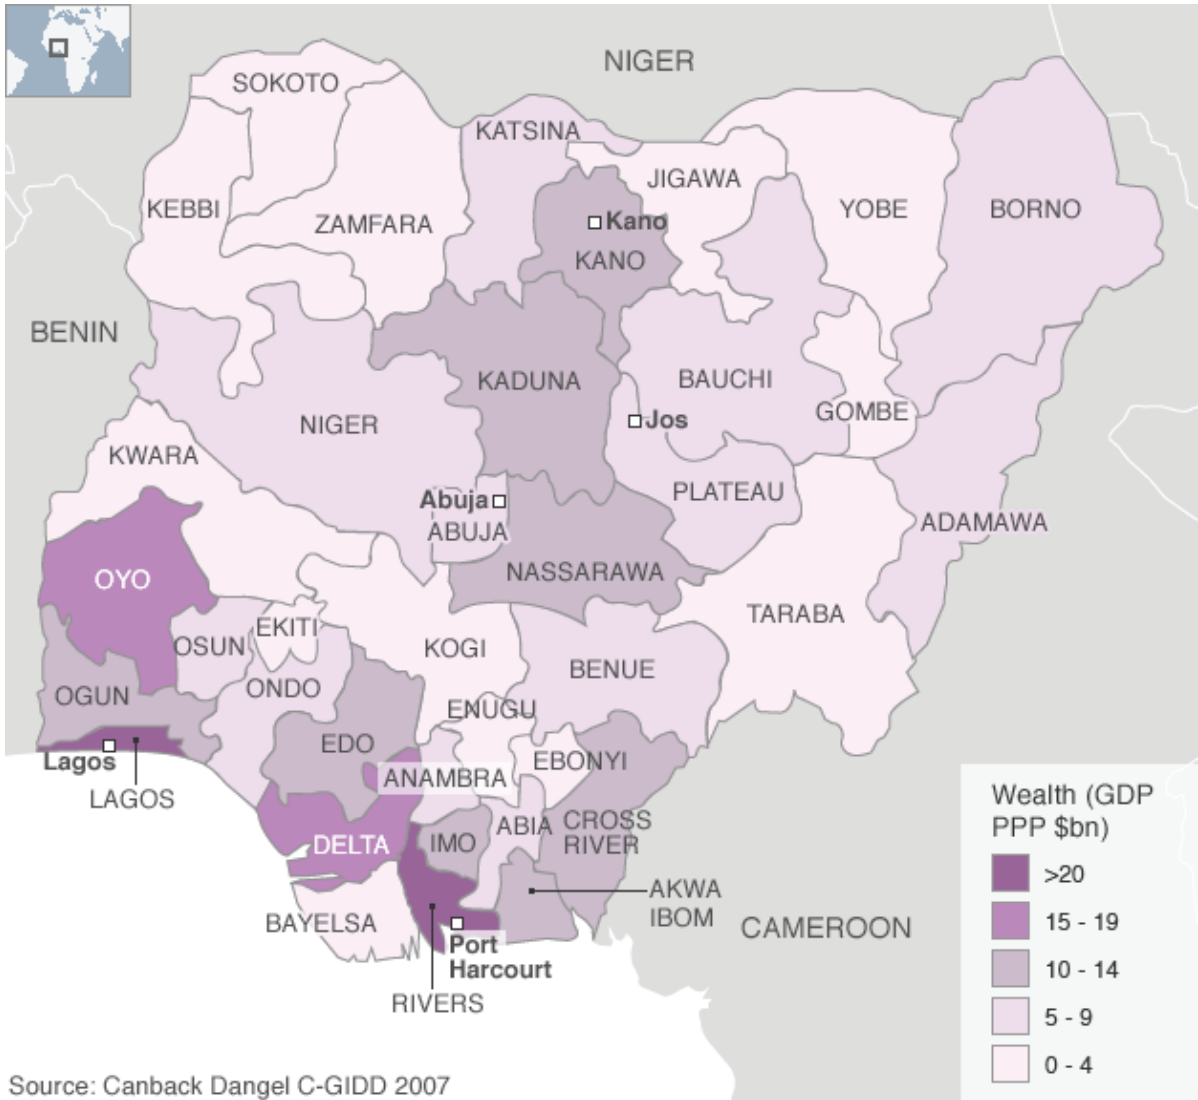 NIGER
SOKOTO
KATSINA
JIGAWA
KEBBI
ZAMFARA
Kano
YOBE
BORNO
KANO
BENIN
KADUNA
BAUCHI
GOMBE
NIGER
Jos
KWARA
PLATEAU
Abuja
ABUJA
ADAMAWA
OYO
NASSARAWA
TARABA
EKITI
OSUN
KOGI
BENUE
OGUN
ONDO
ENUGU
EDO
EBONYI
Lagos
ANAMBRA
LAGOS
ABIA
CROSS
RIVER
DELTA
IMO
AKWA
IBOM
BAYELSA
CAMEROON
Port
Harcourt
RIVERS
Wealth (GDP
PPP $bn)
>20
15 - 19
10 - 14
5 - 9
0 - 4
Source: Canback Dangel C-GIDD 2007